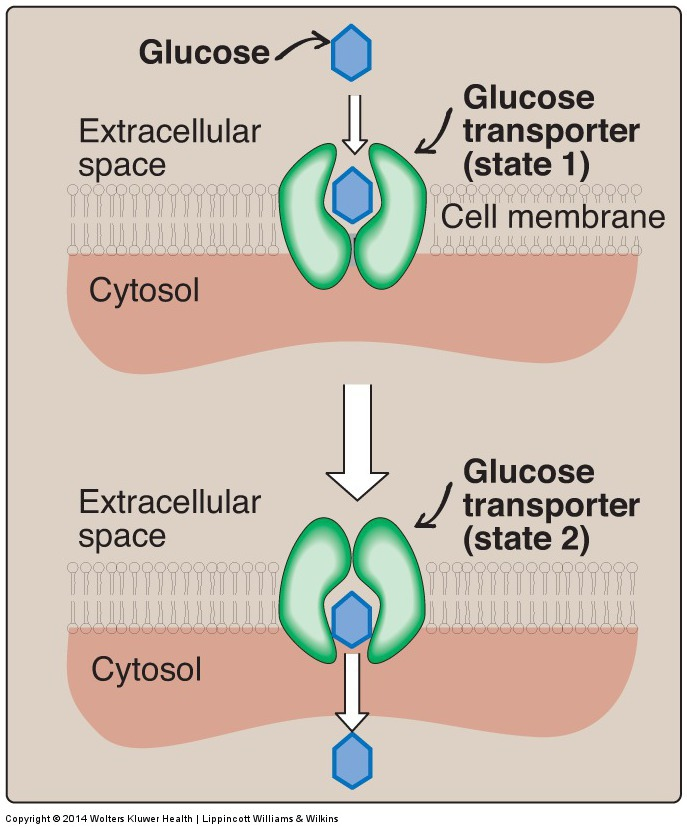 Glucose
Glucose
transporter
(state 1)
Extracellular
space
Cell membrane
Cytosol
Glucose
transporter
(state 2)
Extracellular
space
Cytosol
Copyright © 2014 Wolters Kluwer Health | Lippincott Williams & Wilkins